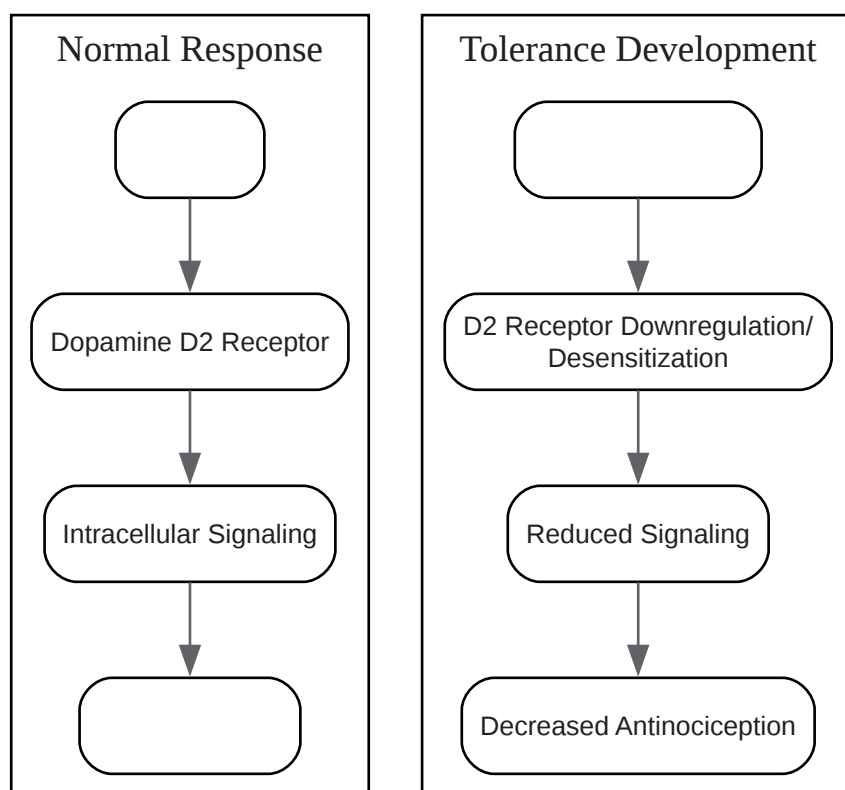 Normal Response
Dopamine D2 Receptor
Intracellular Signaling
Tolerance Development
D2 Receptor Downregulation/
Desensitization
Reduced Signaling
Decreased Antinociception